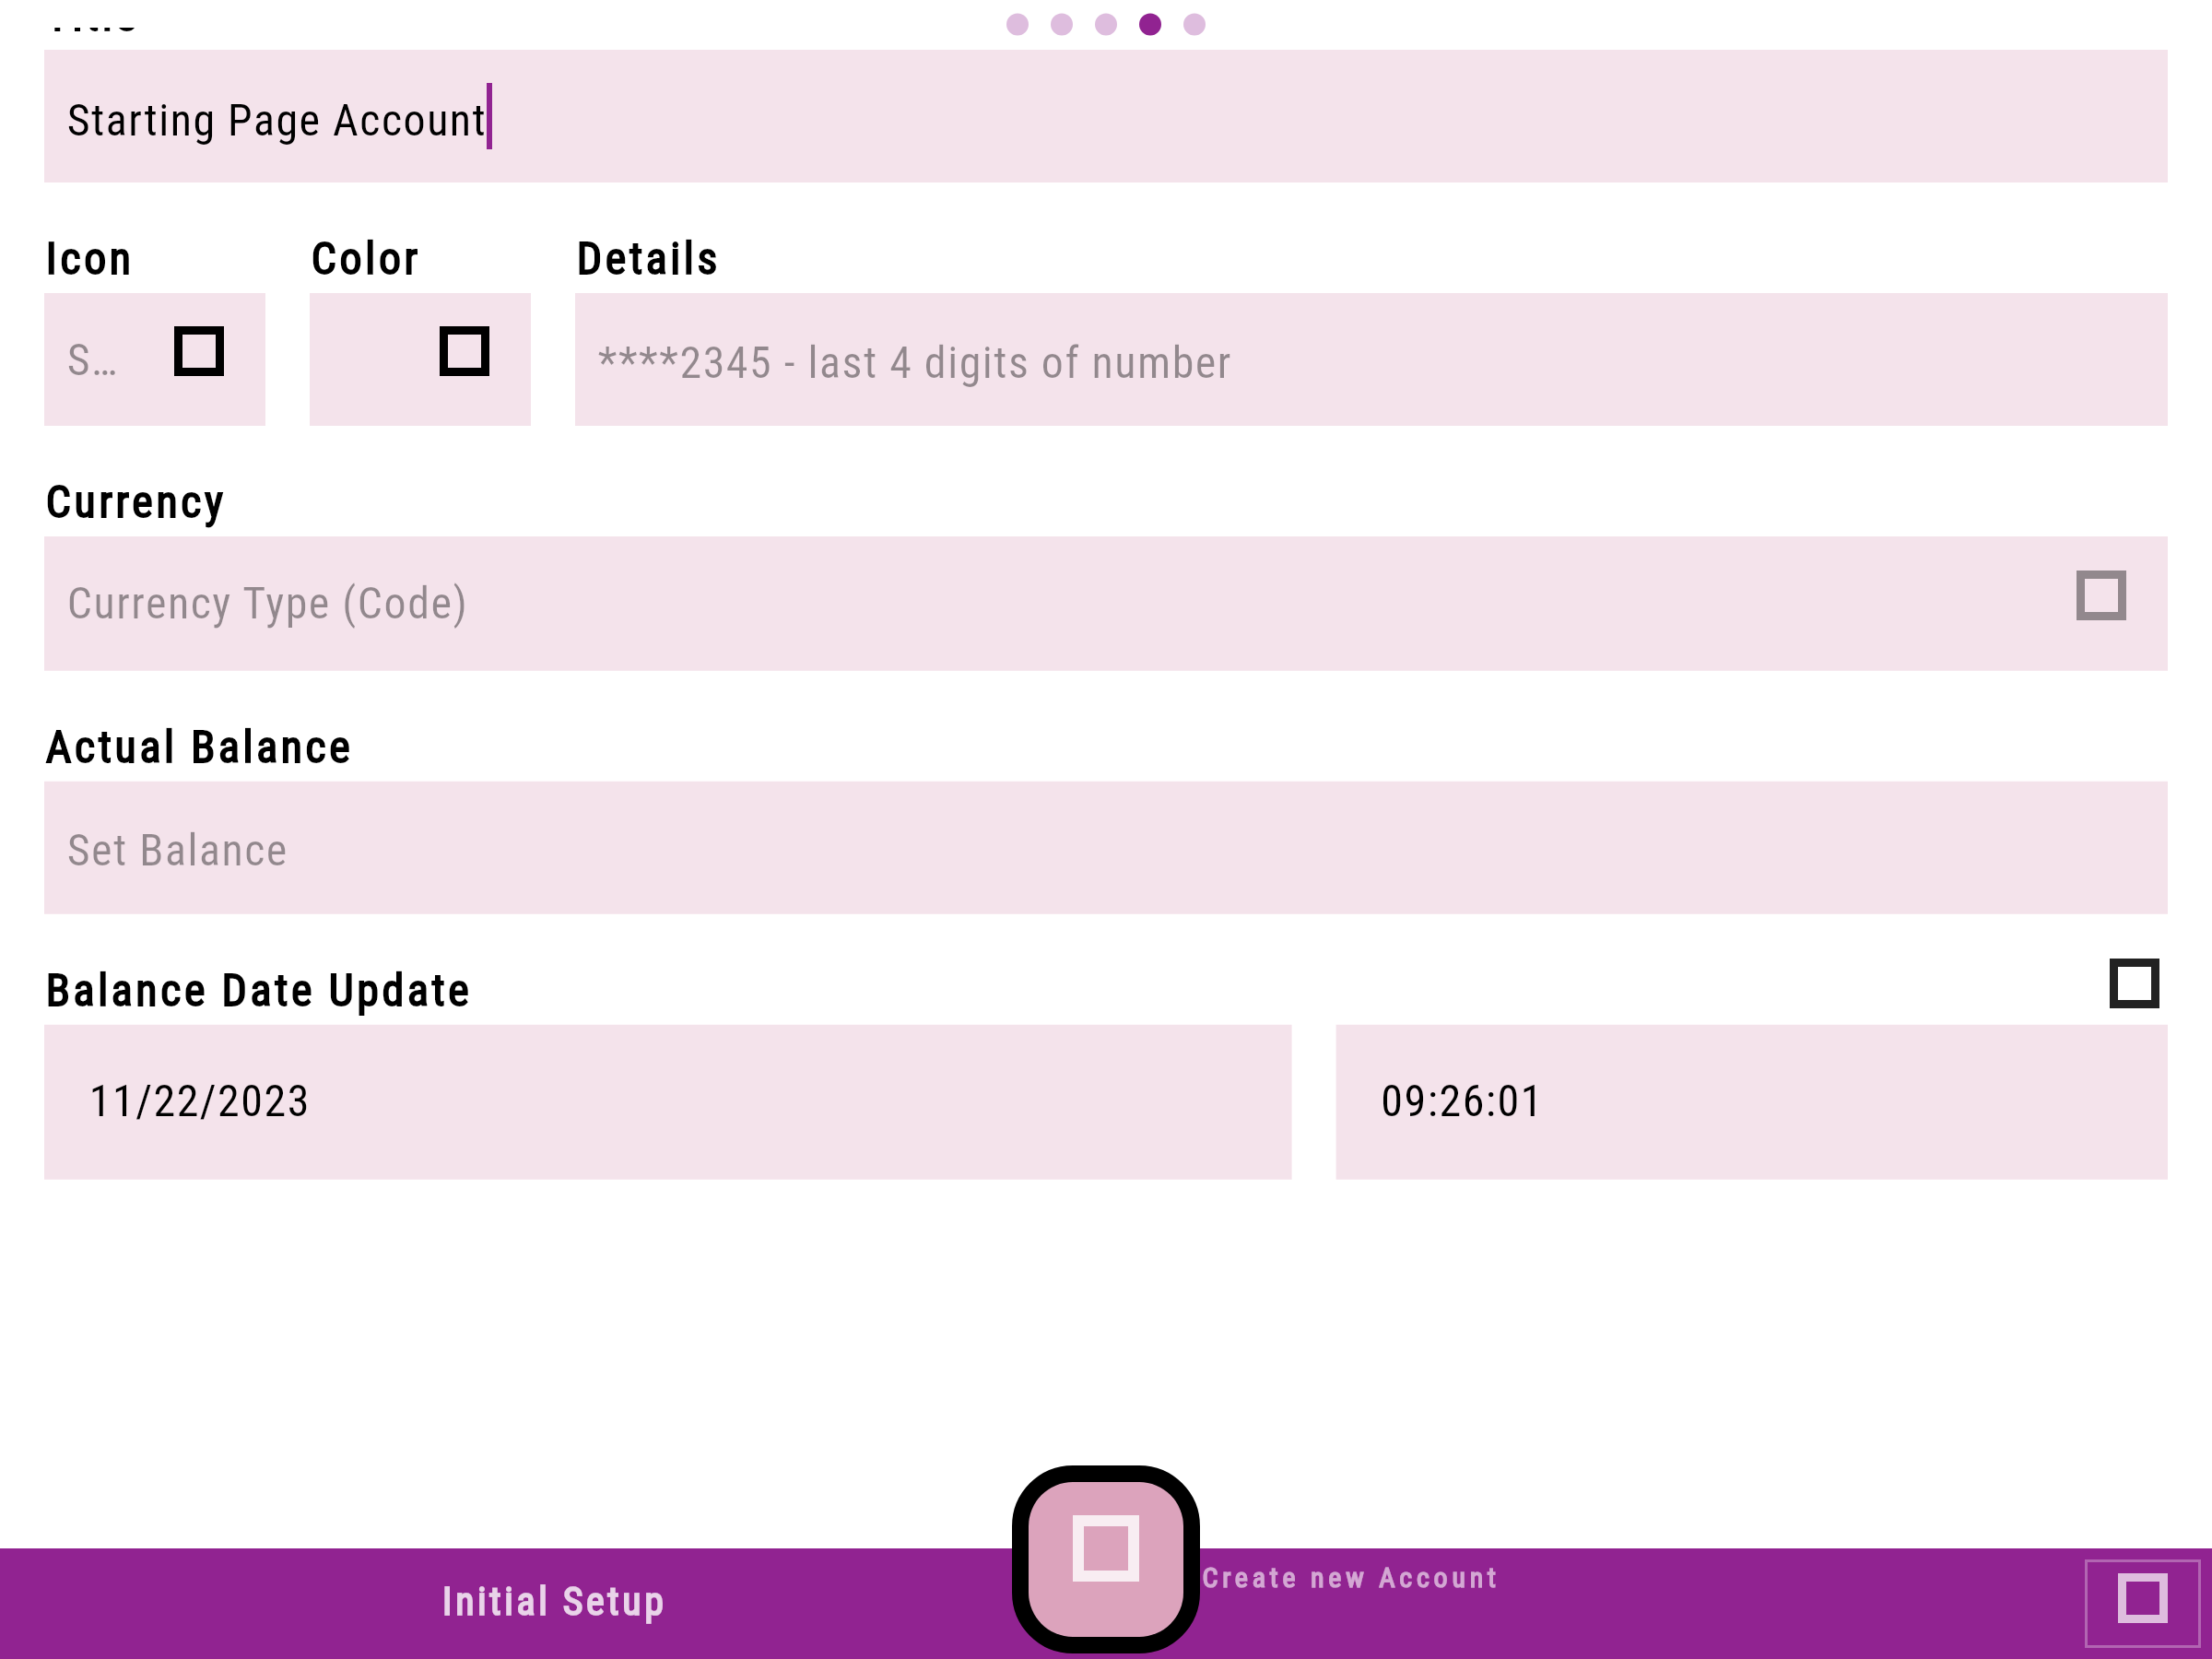 Title
Starting Page Account
Icon Color Details
S... ****2345 - last 4 digits of number
Currency
Currency Type (Code)
Actual Balance
Set Balance
Balance Date Update
11/22/2023 09:26:01
Initial Setup
Create new Account